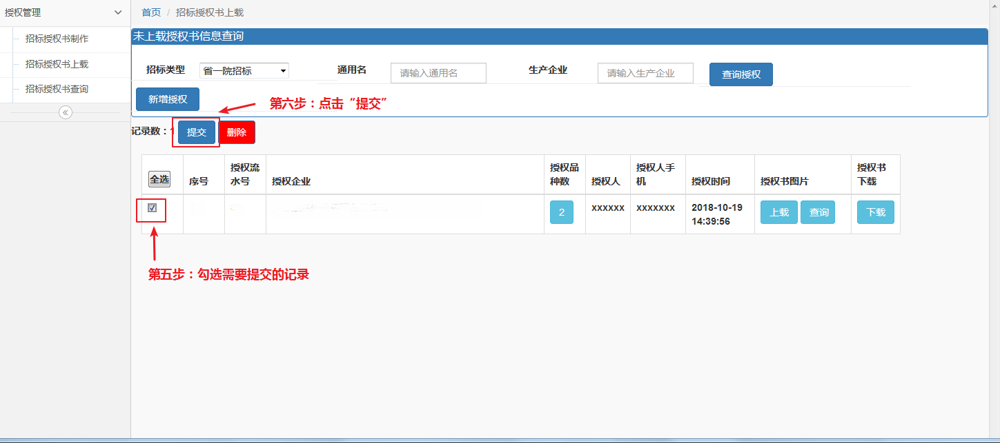 授权管理
首页 / 招标授权书上载
招标授权书制作
招标授权书上载
招标授权书查询
未上载授权书信息查询
招标类型 省一院招标 通用名 请输入通用名 生产企业 请输入生产企业 查询授权
新增授权
第六步：点击“提交”
记录数：1 提交 删除
全选 序号 授权流水号 授权企业 授权品种数 授权人 授权人手机 授权时间 授权书图片 授权书下载
2 xxxxxx xxxxxxx 2018-10-19 上载 查询 下载
14:39:56
第五步：勾选需要提交的记录